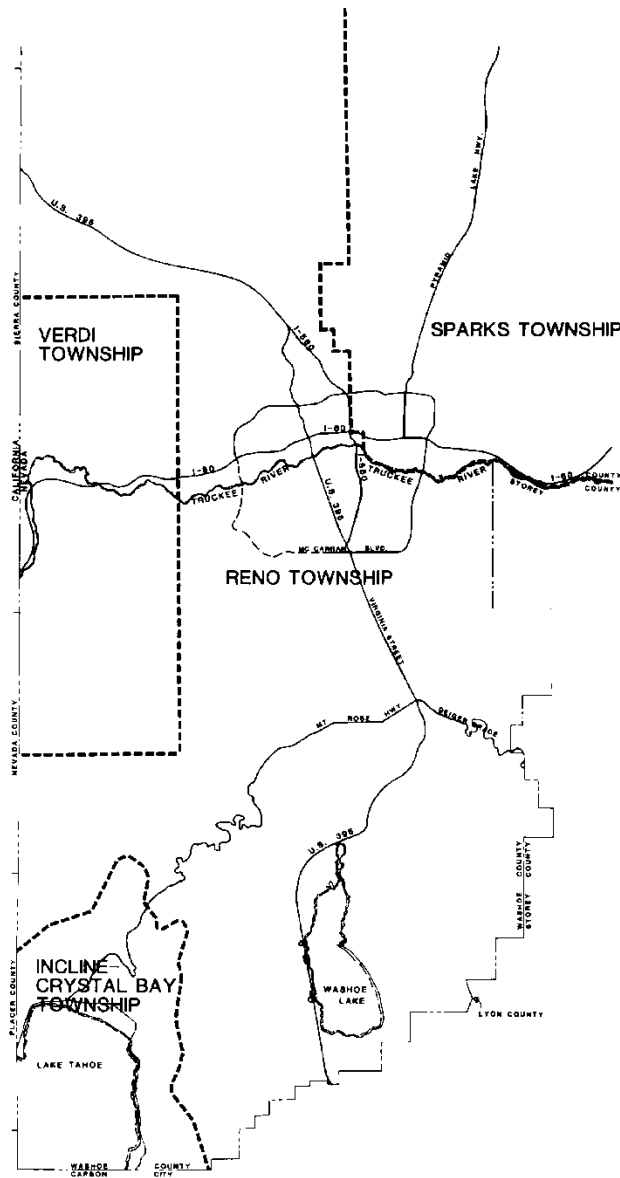 U.S. 395
LAKE HWY.
PYRAMID
SIERRA COUNTY
VERDI
TOWNSHIP
I-580
SPARKS TOWNSHIP
CALIFORNIA
NEVADA
I-80
I-80
TRUCKEE
RIVER
U.S. 395
I-580
TRUCKEE
RIVER
STOREY
I-80
COUNTY
COUNTY
MC CARRAN BLVD.
RENO TOWNSHIP
VIRGINIA STREET
NEVADA COUNTY
MT
ROSE
HWY
GEIGER GRADE
U.S. 395
WASHOE COUNTY
STOREY COUNTY
PLACER COUNTY
INCLINE-
CRYSTAL BAY
TOWNSHIP
WASHOE
LAKE
LYON COUNTY
LAKE TAHOE
WASHOE COUNTY
CARSON CITY